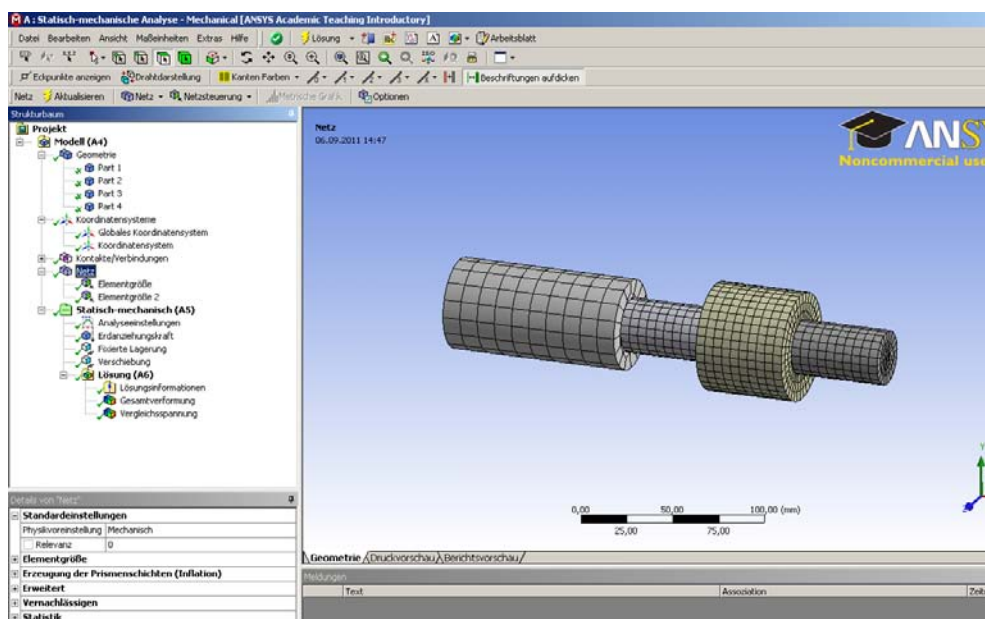 A : Statisch-mechanische Analyse - Mechanical [ANSYS Academic Teaching Introductory]
Datei Bearbeiten Ansicht Maßeinheiten Extras Hilfe Lösung Arbeitsblatt
Eckpunkte anzeigen Drahtdarstellung Kanten Farben Beschriftungen aufdicken
Netz Aktualisieren Netz Netzsteuerung Metrische Grafik Optionen
Strukturbaum
Projekt
Modell (A4)
Geometrie
Part 1
Part 2
Part 3
Part 4
Koordinatensysteme
Globales Koordinatensystem
Koordinatensystem
Kontakte/Verbindungen
Netz
Elementgröße
Elementgröße 2
Statisch-mechanisch (A5)
Analyseeinstellungen
Erdanziehungskraft
Fixierte Lagerung
Verschiebung
Lösung (A6)
Lösungsinformationen
Gesamtverformung
Vergleichsspannung
Details von "Netz"
Standardeinstellungen
Physikvoreinstellung Mechanisch
Relevanz 0
Elementgröße
Erzeugung der Prismenschichten (Inflation)
Erweitert
Vernachlässigen
Statistik
Netz
06.09.2011 14:47
ANSY
Noncommercial use
Y
Z
0,00 50,00 100,00 (mm)
25,00 75,00
Geometrie Druckvorschau Berichtsvorschau
Meldungen
Text Assoziation Zeits